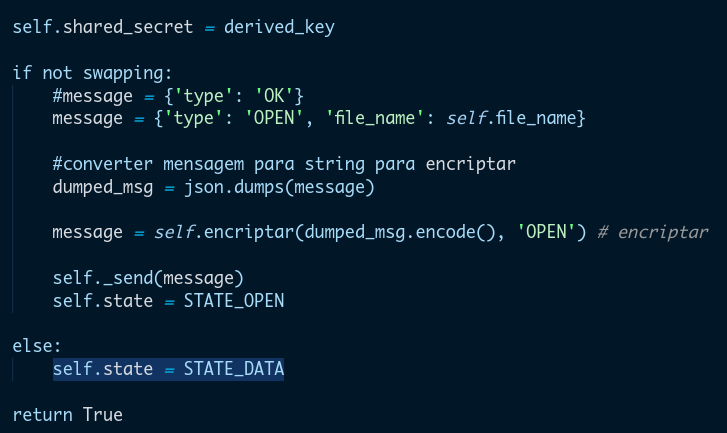 self.shared_secret = derived_key
if not swapping:
#message = {'type': 'OK'}
message = {'type': 'OPEN', 'file_name': self.file_name}
#converter mensagem para string para encriptar
dumped_msg = json.dumps(message)
message = self.encriptar(dumped_msg.encode(), 'OPEN') # encriptar
self._send(message)
self.state = STATE_OPEN
else:
self.state = STATE_DATA
return True